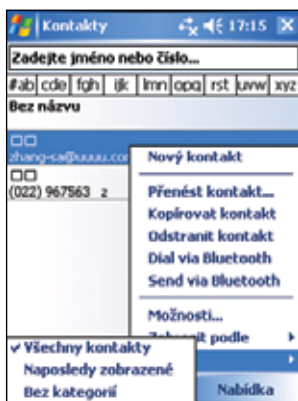 Kontakty 17:15
Zadejte jméno nebo číslo...
#ab cde fgh ijk lmn opq rst uvw xyz
Bez názvu
zhang-sa@uuuu.com
(022) 967563 z
Nový kontakt
Přenést kontakt...
Kopírovat kontakt
Odstranit kontakt
Dial via Bluetooth
Send via Bluetooth
Možnosti...
Zobrazit podle
Všechny kontakty
Naposledy zobrazené
Bez kategorií
Nabídka